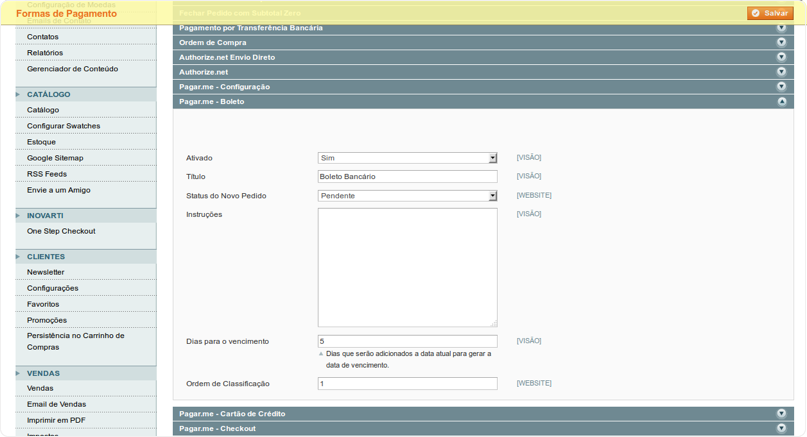 Configuração de Moedas
Formas de Pagamento
Salvar
Emails de Contato
Contatos
Relatórios
Gerenciador de Conteúdo
CATÁLOGO
Catálogo
Configurar Swatches
Estoque
Google Sitemap
RSS Feeds
Envie a um Amigo
INOVARTI
One Step Checkout
CLIENTES
Newsletter
Configurações
Favoritos
Promoções
Persistência no Carrinho de
Compras
VENDAS
Vendas
Email de Vendas
Imprimir em PDF
Impostos
Fechar Pedido com Subtotal Zero
Pagamento por Transferência Bancária
Ordem de Compra
Authorize.net Envio Direto
Authorize.net
Pagar.me - Configuração
Pagar.me - Boleto
Ativado Sim [VISÃO]
Título Boleto Bancário [VISÃO]
Status do Novo Pedido Pendente [WEBSITE]
Instruções [VISÃO]
Dias para o vencimento 5 [VISÃO]
Dias que serão adicionados a data atual para gerar a
data de vencimento.
Ordem de Classificação 1 [WEBSITE]
Pagar.me - Cartão de Crédito
Pagar.me - Checkout